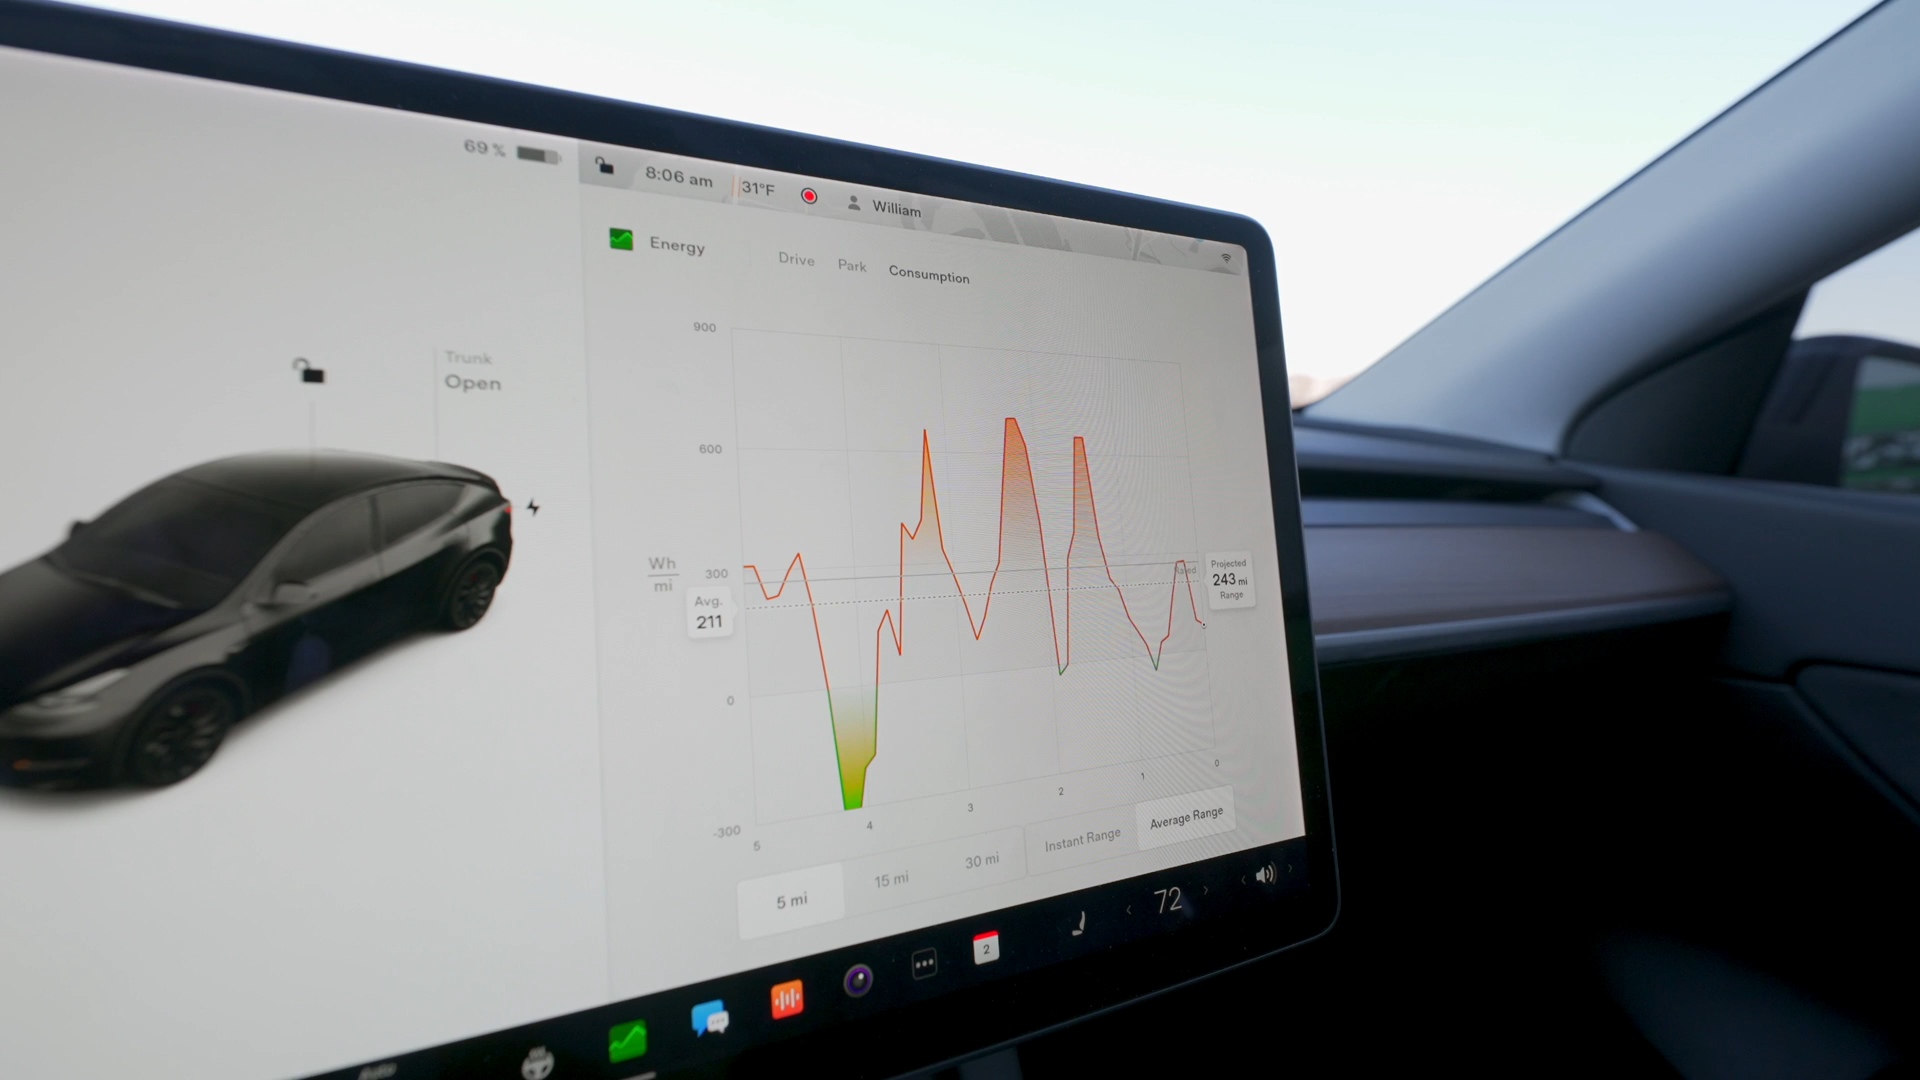 69 %
8:06 am
31°F
William
Energy
Drive
Park
Consumption
Trunk
Open
900
600
300
0
-300
Wh
mi
Avg.
211
Rated
Projected
243 mi
Range
5
4
3
2
1
0
5 mi
15 mi
30 mi
Instant Range
Average Range
72
2
Auto